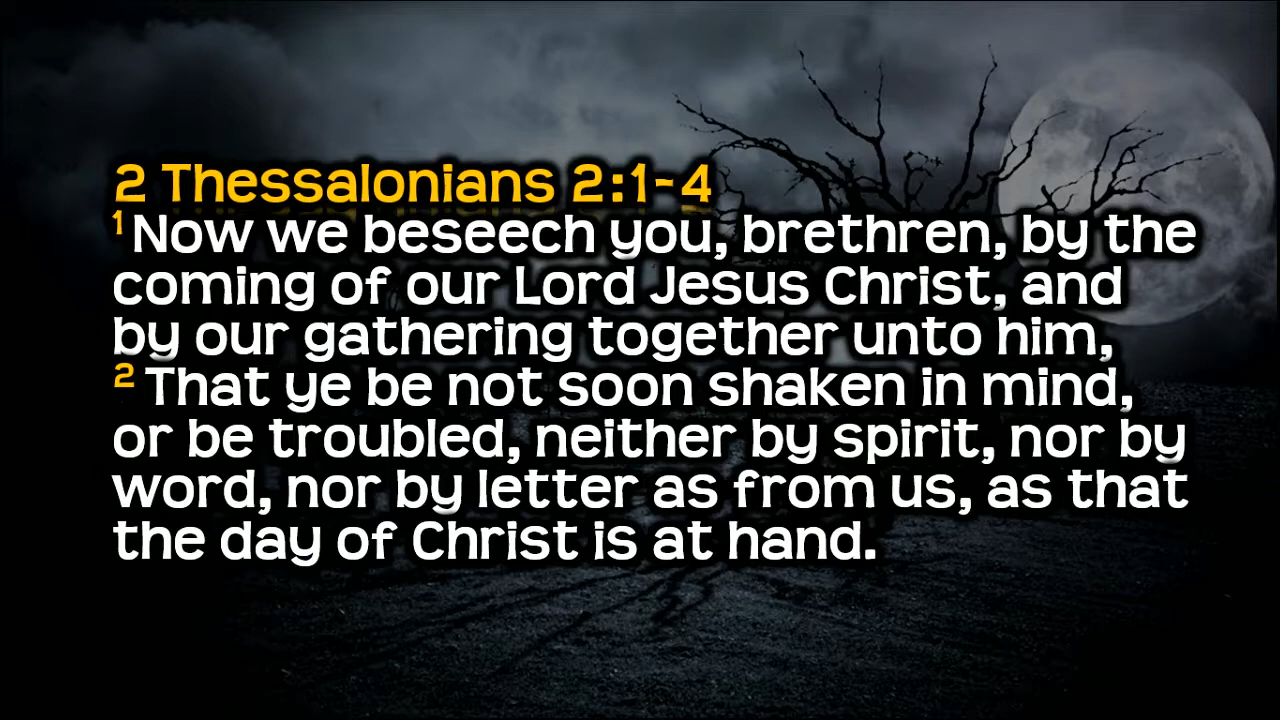 2 Thessalonians 2:1-4
1 Now we beseech you, brethren, by the
coming of our Lord Jesus Christ, and
by our gathering together unto him,
2 That ye be not soon shaken in mind,
or be troubled, neither by spirit, nor by
word, nor by letter as from us, as that
the day of Christ is at hand.